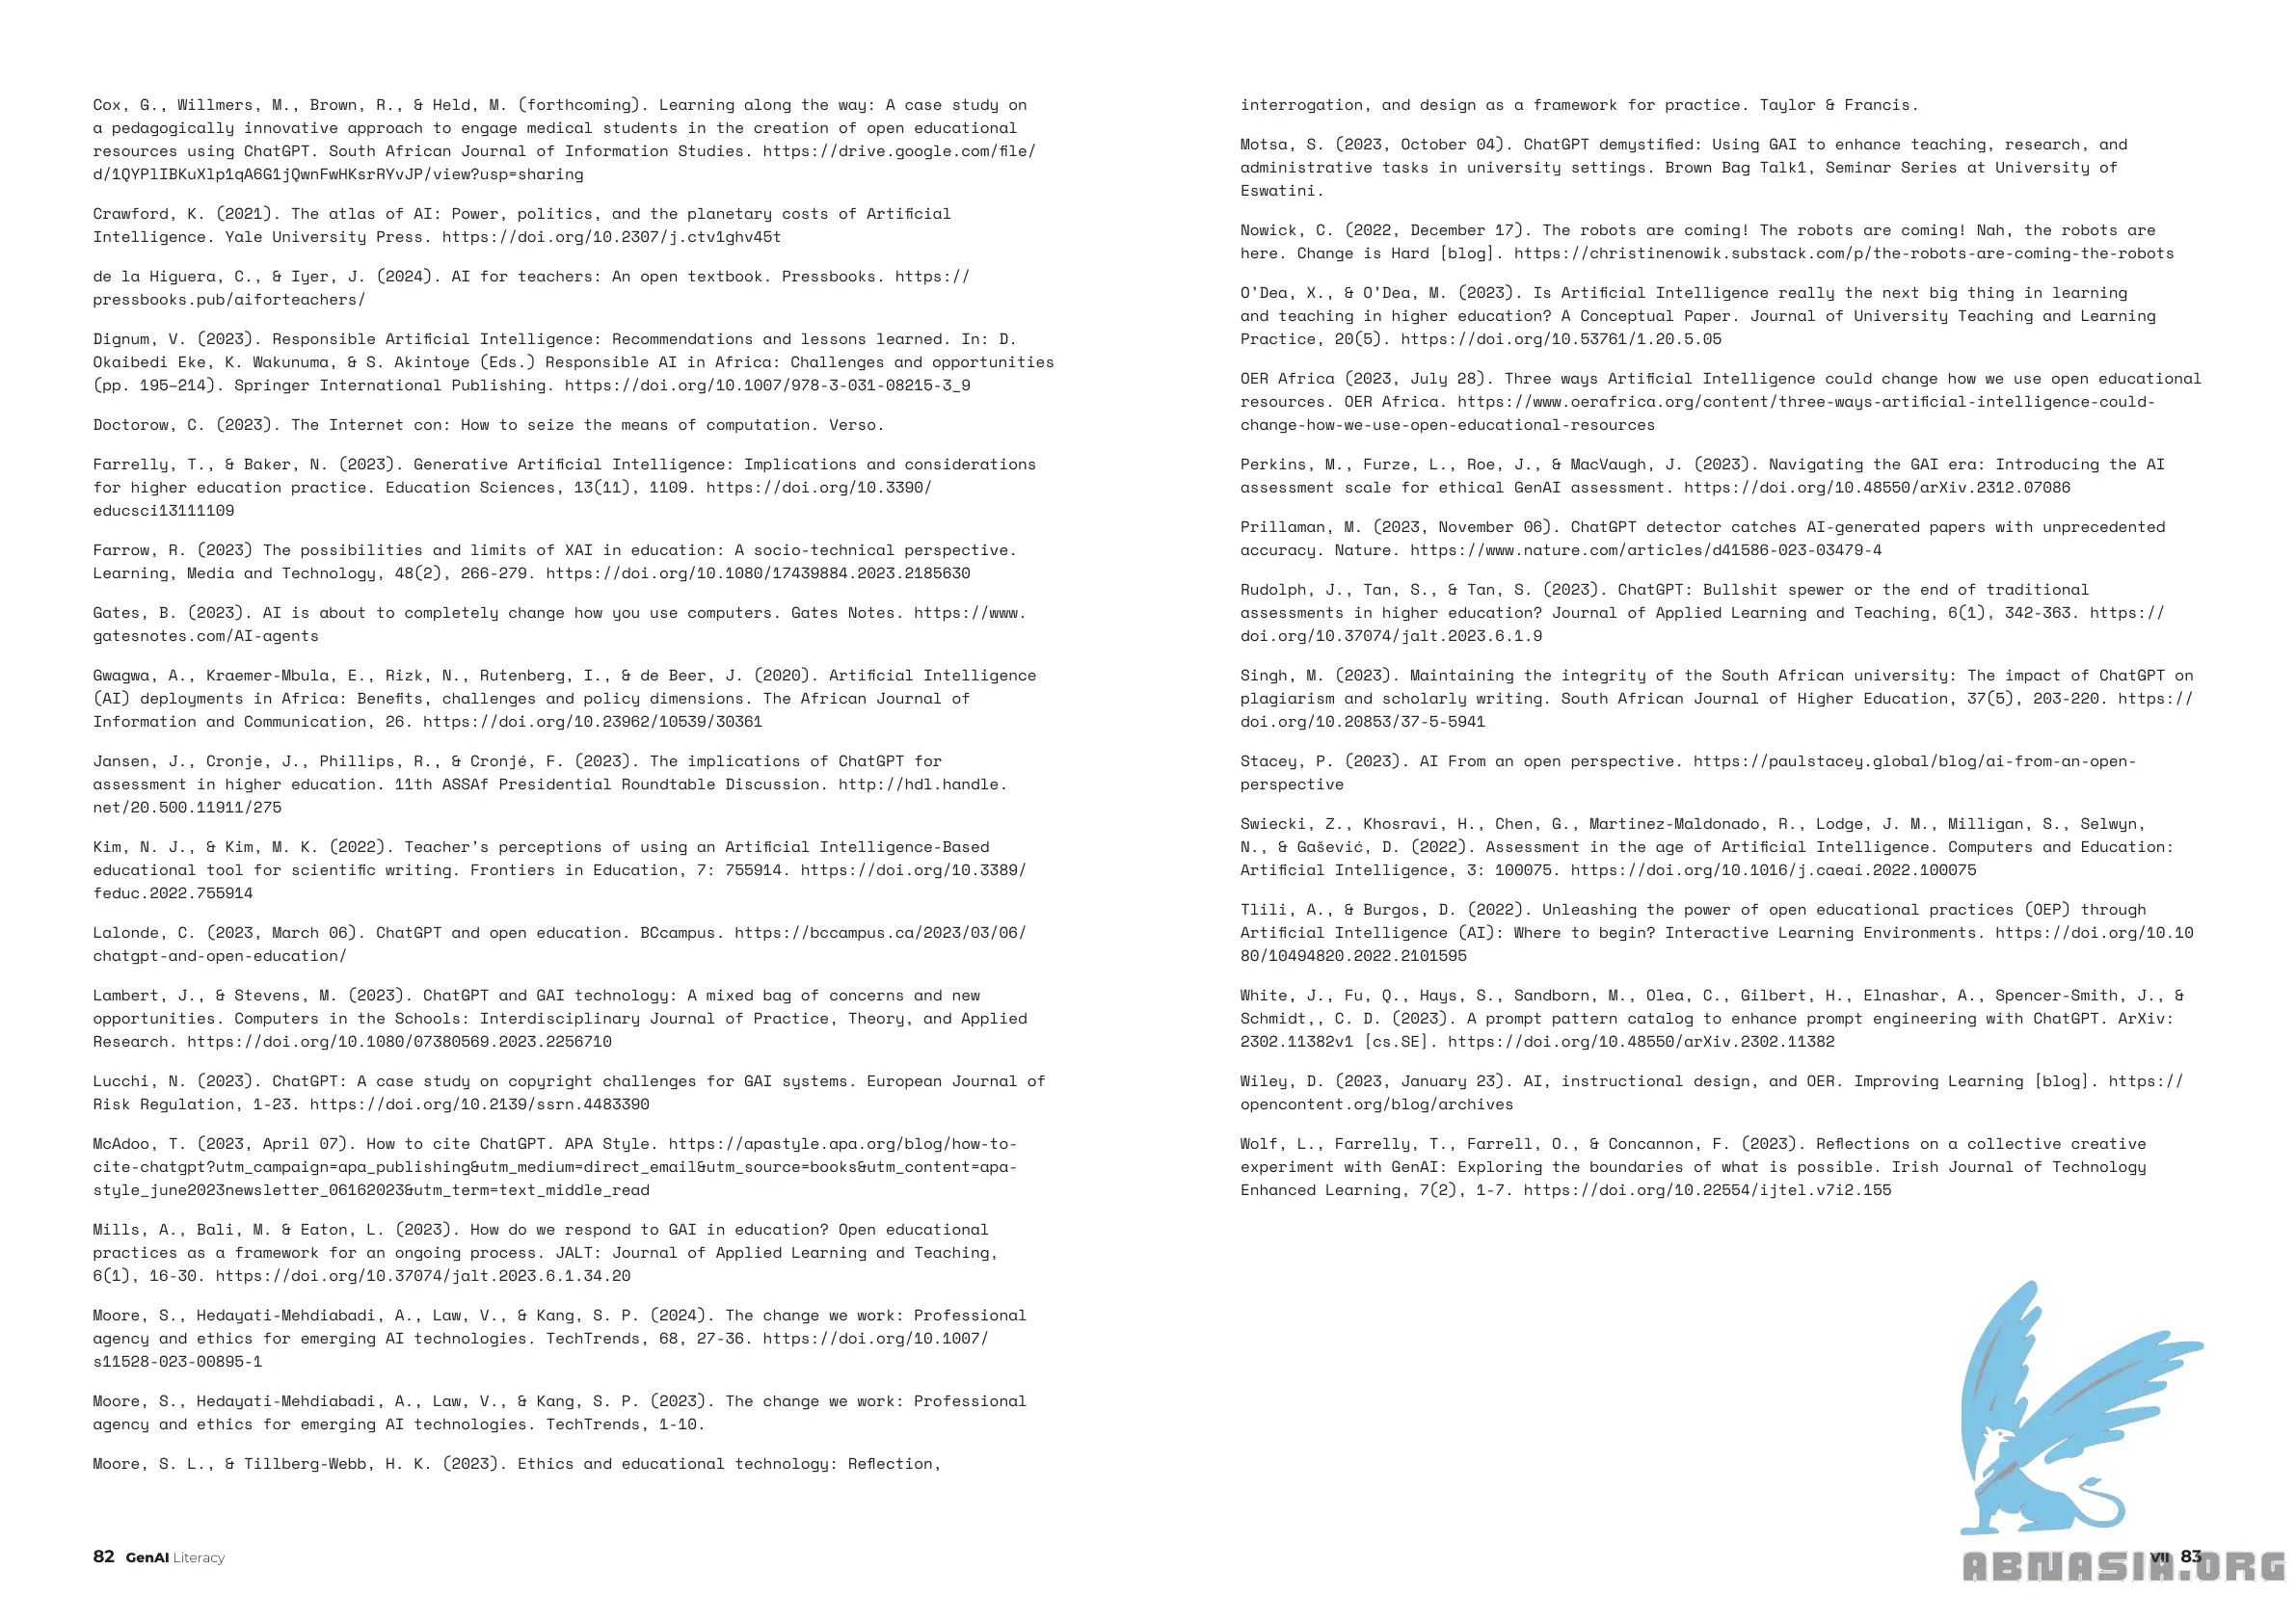 Cox, G., Willmers, M., Brown, R., & Held, M. (forthcoming). Learning along the way: A case study on
a pedagogically innovative approach to engage medical students in the creation of open educational
resources using ChatGPT. South African Journal of Information Studies. https://drive.google.com/file/
d/1QYPlIBKuXlp1qA6G1jQwnFwHKsrRYvJP/view?usp=sharing
Crawford, K. (2021). The atlas of AI: Power, politics, and the planetary costs of Artificial
Intelligence. Yale University Press. https://doi.org/10.2307/j.ctv1ghv45t
de la Higuera, C., & Iyer, J. (2024). AI for teachers: An open textbook. Pressbooks. https://
pressbooks.pub/aiforteachers/
Dignum, V. (2023). Responsible Artificial Intelligence: Recommendations and lessons learned. In: D.
Okaibedi Eke, K. Wakunuma, & S. Akintoye (Eds.) Responsible AI in Africa: Challenges and opportunities
(pp. 195–214). Springer International Publishing. https://doi.org/10.1007/978-3-031-08215-3_9
Doctorow, C. (2023). The Internet con: How to seize the means of computation. Verso.
Farrelly, T., & Baker, N. (2023). Generative Artificial Intelligence: Implications and considerations
for higher education practice. Education Sciences, 13(11), 1109. https://doi.org/10.3390/
educsci13111109
Farrow, R. (2023) The possibilities and limits of XAI in education: A socio-technical perspective.
Learning, Media and Technology, 48(2), 266-279. https://doi.org/10.1080/17439884.2023.2185630
Gates, B. (2023). AI is about to completely change how you use computers. Gates Notes. https://www.
gatesnotes.com/AI-agents
Gwagwa, A., Kraemer-Mbula, E., Rizk, N., Rutenberg, I., & de Beer, J. (2020). Artificial Intelligence
(AI) deployments in Africa: Benefits, challenges and policy dimensions. The African Journal of
Information and Communication, 26. https://doi.org/10.23962/10539/30361
Jansen, J., Cronje, J., Phillips, R., & Cronjé, F. (2023). The implications of ChatGPT for
assessment in higher education. 11th ASSAf Presidential Roundtable Discussion. http://hdl.handle.
net/20.500.11911/275
Kim, N. J., & Kim, M. K. (2022). Teacher's perceptions of using an Artificial Intelligence-Based
educational tool for scientific writing. Frontiers in Education, 7: 755914. https://doi.org/10.3389/
feduc.2022.755914
Lalonde, C. (2023, March 06). ChatGPT and open education. BCcampus. https://bccampus.ca/2023/03/06/
chatgpt-and-open-education/
Lambert, J., & Stevens, M. (2023). ChatGPT and GAI technology: A mixed bag of concerns and new
opportunities. Computers in the Schools: Interdisciplinary Journal of Practice, Theory, and Applied
Research. https://doi.org/10.1080/07380569.2023.2256710
Lucchi, N. (2023). ChatGPT: A case study on copyright challenges for GAI systems. European Journal of
Risk Regulation, 1-23. https://doi.org/10.2139/ssrn.4483390
McAdoo, T. (2023, April 07). How to cite ChatGPT. APA Style. https://apastyle.apa.org/blog/how-to-
cite-chatgpt?utm_campaign=apa_publishing&utm_medium=direct_email&utm_source=books&utm_content=apa-
style_june2023newsletter_06162023&utm_term=text_middle_read
Mills, A., Bali, M. & Eaton, L. (2023). How do we respond to GAI in education? Open educational
practices as a framework for an ongoing process. JALT: Journal of Applied Learning and Teaching,
6(1), 16-30. https://doi.org/10.37074/jalt.2023.6.1.34.20
Moore, S., Hedayati-Mehdiabadi, A., Law, V., & Kang, S. P. (2024). The change we work: Professional
agency and ethics for emerging AI technologies. TechTrends, 68, 27-36. https://doi.org/10.1007/
s11528-023-00895-1
Moore, S., Hedayati-Mehdiabadi, A., Law, V., & Kang, S. P. (2023). The change we work: Professional
agency and ethics for emerging AI technologies. TechTrends, 1-10.
Moore, S. L., & Tillberg-Webb, H. K. (2023). Ethics and educational technology: Reflection,
82 GenAI Literacy
interrogation, and design as a framework for practice. Taylor & Francis.
Motsa, S. (2023, October 04). ChatGPT demystified: Using GAI to enhance teaching, research, and
administrative tasks in university settings. Brown Bag Talk1, Seminar Series at University of
Eswatini.
Nowick, C. (2022, December 17). The robots are coming! The robots are coming! Nah, the robots are
here. Change is Hard [blog]. https://christinenowik.substack.com/p/the-robots-are-coming-the-robots
O'Dea, X., & O'Dea, M. (2023). Is Artificial Intelligence really the next big thing in learning
and teaching in higher education? A Conceptual Paper. Journal of University Teaching and Learning
Practice, 20(5). https://doi.org/10.53761/1.20.5.05
OER Africa (2023, July 28). Three ways Artificial Intelligence could change how we use open educational
resources. OER Africa. https://www.oerafrica.org/content/three-ways-artificial-intelligence-could-
change-how-we-use-open-educational-resources
Perkins, M., Furze, L., Roe, J., & MacVaugh, J. (2023). Navigating the GAI era: Introducing the AI
assessment scale for ethical GenAI assessment. https://doi.org/10.48550/arXiv.2312.07086
Prillaman, M. (2023, November 06). ChatGPT detector catches AI-generated papers with unprecedented
accuracy. Nature. https://www.nature.com/articles/d41586-023-03479-4
Rudolph, J., Tan, S., & Tan, S. (2023). ChatGPT: Bullshit spewer or the end of traditional
assessments in higher education? Journal of Applied Learning and Teaching, 6(1), 342-363. https://
doi.org/10.37074/jalt.2023.6.1.9
Singh, M. (2023). Maintaining the integrity of the South African university: The impact of ChatGPT on
plagiarism and scholarly writing. South African Journal of Higher Education, 37(5), 203-220. https://
doi.org/10.20853/37-5-5941
Stacey, P. (2023). AI From an open perspective. https://paulstacey.global/blog/ai-from-an-open-
perspective
Swiecki, Z., Khosravi, H., Chen, G., Martinez-Maldonado, R., Lodge, J. M., Milligan, S., Selwyn,
N., & Gašević, D. (2022). Assessment in the age of Artificial Intelligence. Computers and Education:
Artificial Intelligence, 3: 100075. https://doi.org/10.1016/j.caeai.2022.100075
Tlili, A., & Burgos, D. (2022). Unleashing the power of open educational practices (OEP) through
Artificial Intelligence (AI): Where to begin? Interactive Learning Environments. https://doi.org/10.10
80/10494820.2022.2101595
White, J., Fu, Q., Hays, S., Sandborn, M., Olea, C., Gilbert, H., Elnashar, A., Spencer-Smith, J., &
Schmidt,, C. D. (2023). A prompt pattern catalog to enhance prompt engineering with ChatGPT. ArXiv:
2302.11382v1 [cs.SE]. https://doi.org/10.48550/arXiv.2302.11382
Wiley, D. (2023, January 23). AI, instructional design, and OER. Improving Learning [blog]. https://
opencontent.org/blog/archives
Wolf, L., Farrelly, T., Farrell, O., & Concannon, F. (2023). Reflections on a collective creative
experiment with GenAI: Exploring the boundaries of what is possible. Irish Journal of Technology
Enhanced Learning, 7(2), 1-7. https://doi.org/10.22554/ijtel.v7i2.155
VII 83
ABNASIA.ORG